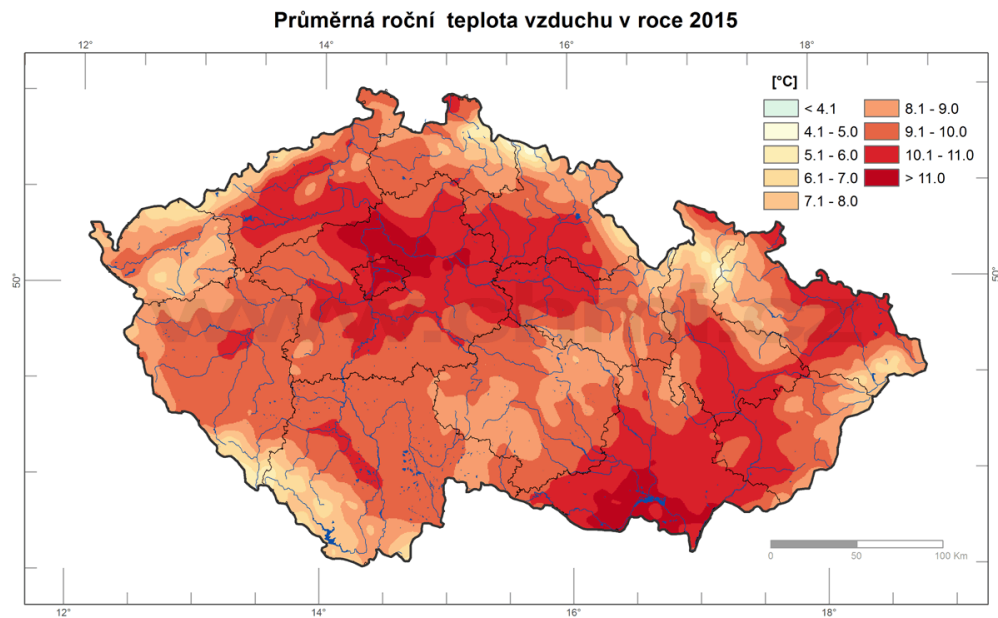 Průměrná roční  teplota vzduchu v roce 2015
12° 14° 16° 18°
[°C]
< 4.1 8.1 - 9.0
4.1 - 5.0 9.1 - 10.0
5.1 - 6.0 10.1 - 11.0
6.1 - 7.0 > 11.0
7.1 - 8.0
50° 50°
0 50 100 Km
12° 14° 16° 18°